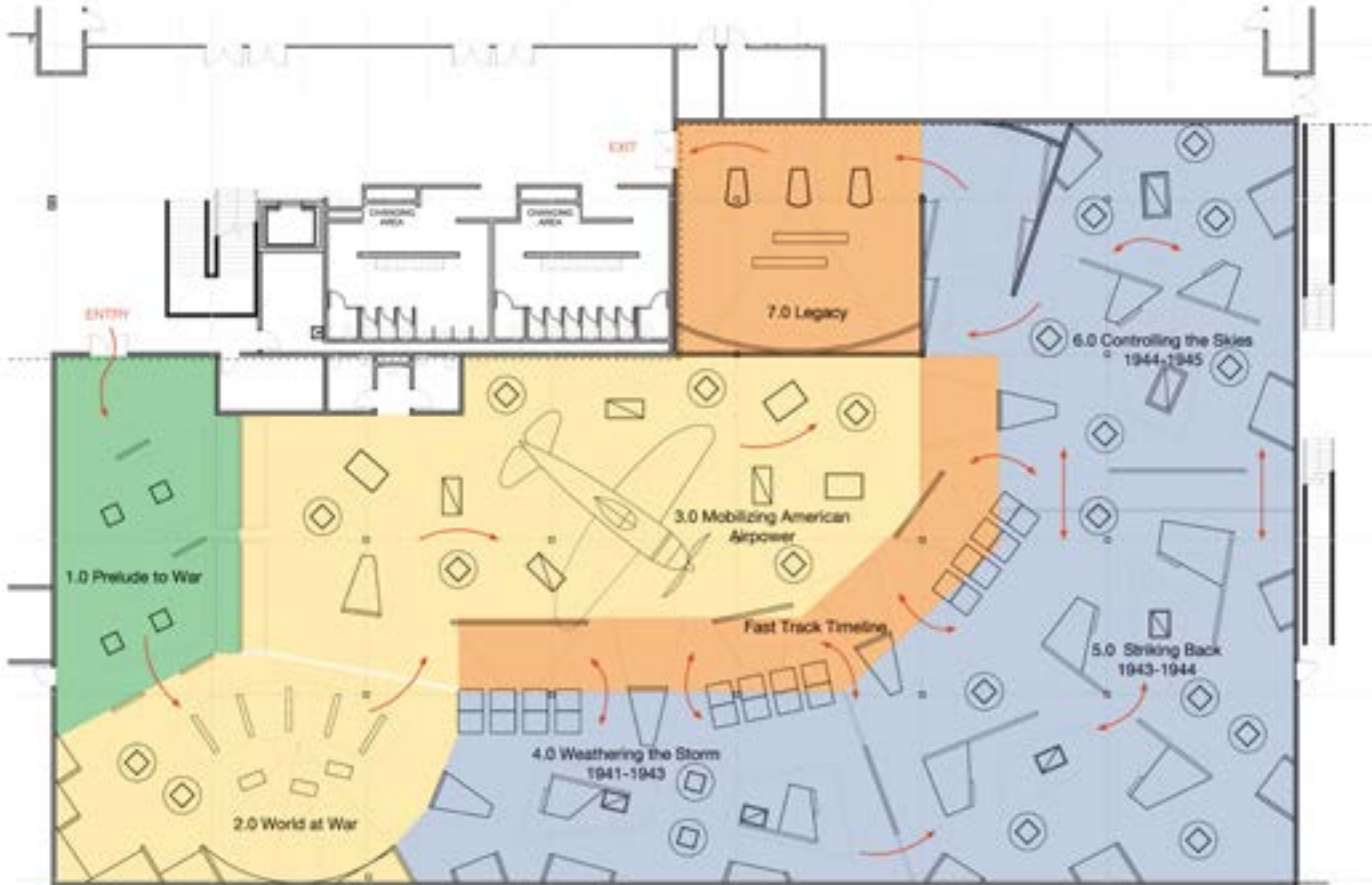 EXIT
CHANGING
AREA
CHANGING
AREA
ENTRY
7.0 Legacy
6.0 Controlling the Skies
1944-1945
3.0 Mobilizing American
Airpower
1.0 Prelude to War
Fast Track Timeline
5.0 Striking Back
1943-1944
4.0 Weathering the Storm
1941-1943
2.0 World at War